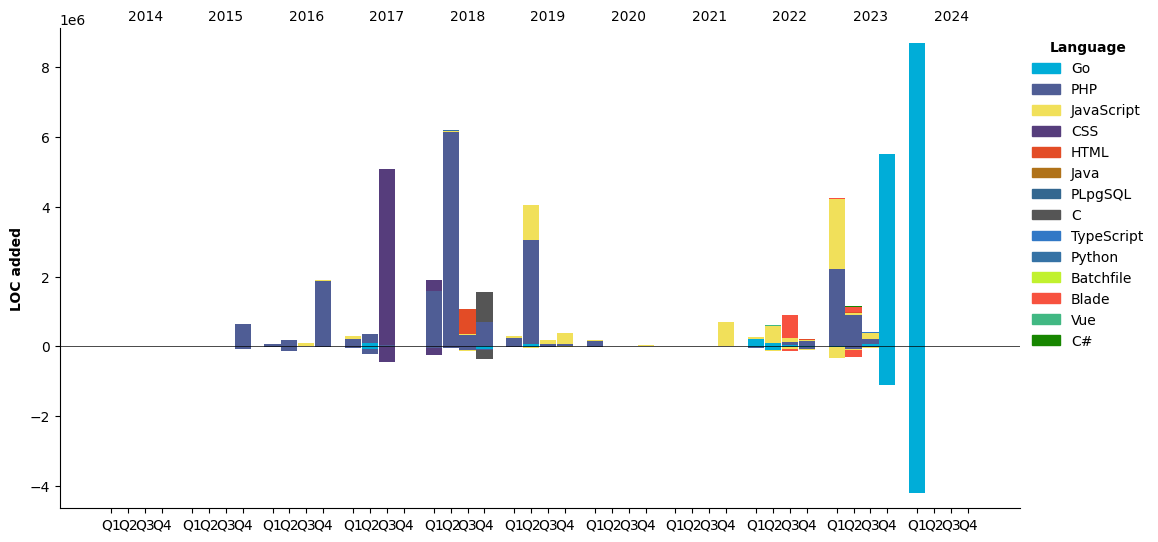 2014 2015 2016 2017 2018 2019 2020 2021 2022 2023 2024
1e6
Language
Go
PHP
JavaScript
CSS
HTML
Java
PLpgSQL
C
TypeScript
Python
Batchfile
Blade
Vue
C#
LOC added
8
6
4
2
0
−2
−4
Q1Q2Q3Q4 Q1Q2Q3Q4 Q1Q2Q3Q4 Q1Q2Q3Q4 Q1Q2Q3Q4 Q1Q2Q3Q4 Q1Q2Q3Q4 Q1Q2Q3Q4 Q1Q2Q3Q4 Q1Q2Q3Q4 Q1Q2Q3Q4